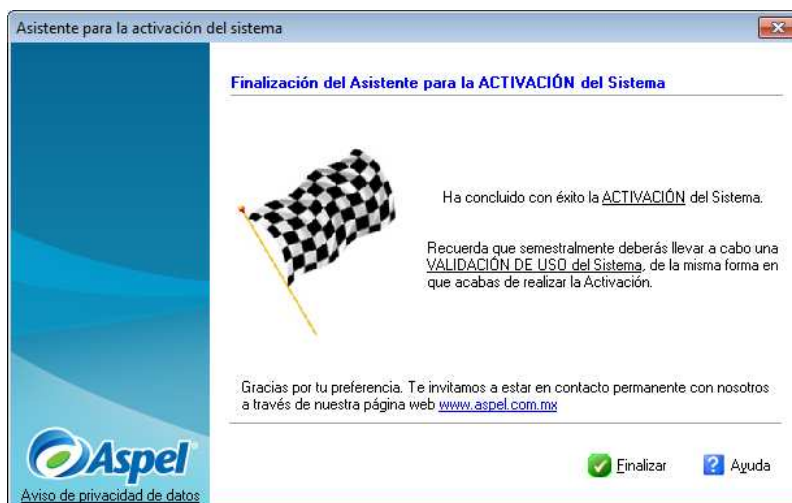 Asistente para la activación del sistema
Finalización del Asistente para la ACTIVACIÓN del Sistema
Ha concluido con éxito la ACTIVACIÓN del Sistema.
Recuerda que semestralmente deberás llevar a cabo una
VALIDACIÓN DE USO del Sistema, de la misma forma en
que acabas de realizar la Activación.
Gracias por tu preferencia. Te invitamos a estar en contacto permanente con nosotros
a través de nuestra página web www.aspel.com.mx
Aspel
Finalizar Ayuda
Aviso de privacidad de datos